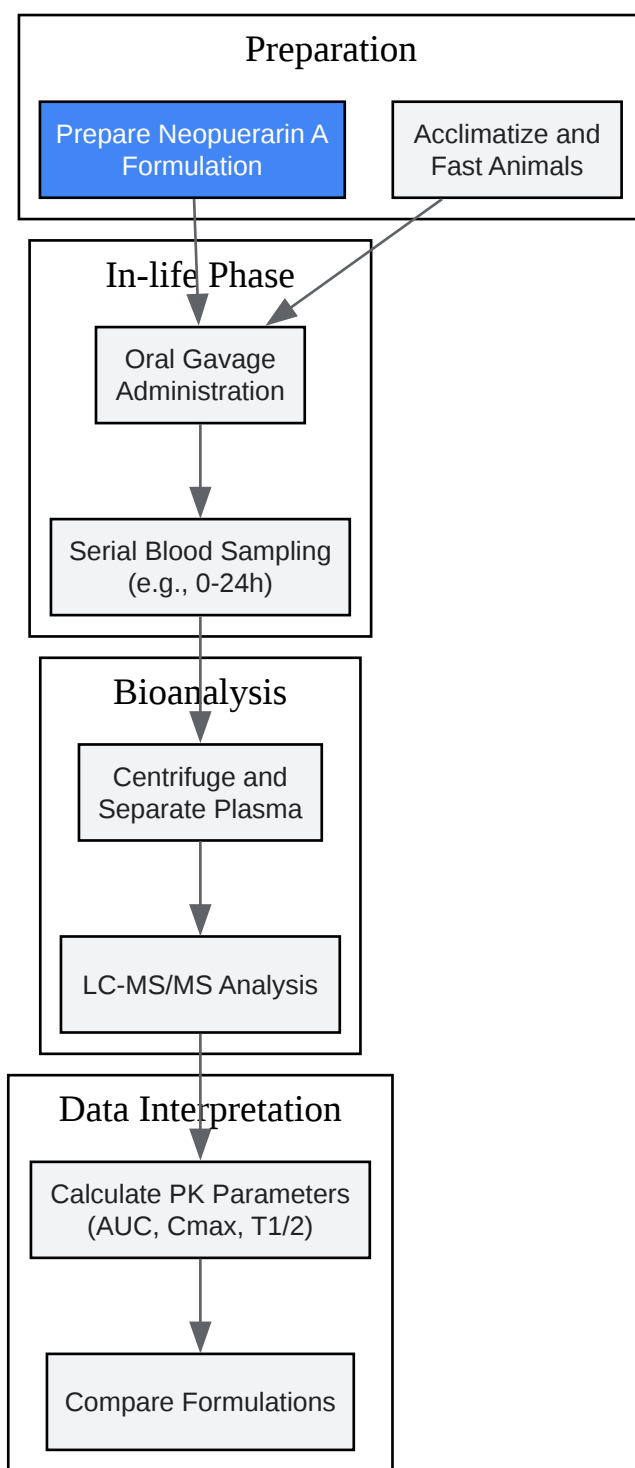 Preparation
Prepare Neopuerarin A
Formulation
Acclimatize and
Fast Animals
In-life Phase
Oral Gavage
Administration
Serial Blood Sampling
(e.g., 0-24h)
Bioanalysis
Centrifuge and
Separate Plasma
LC-MS/MS Analysis
Data Interpretation
Calculate PK Parameters
(AUC, Cmax, T1/2)
Compare Formulations